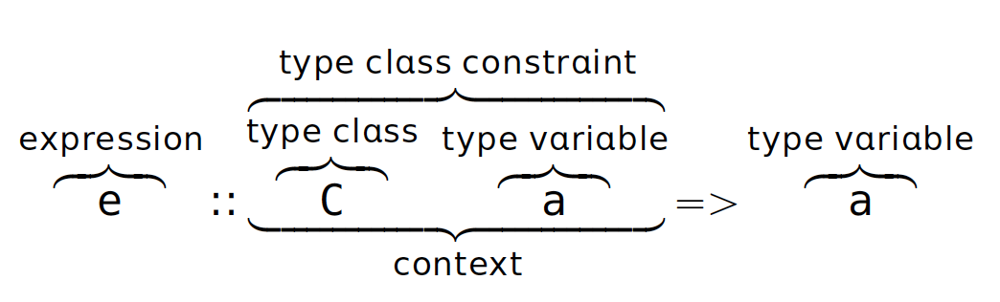 type class constraint
expression type class type variable type variable
e :: C a => a
context